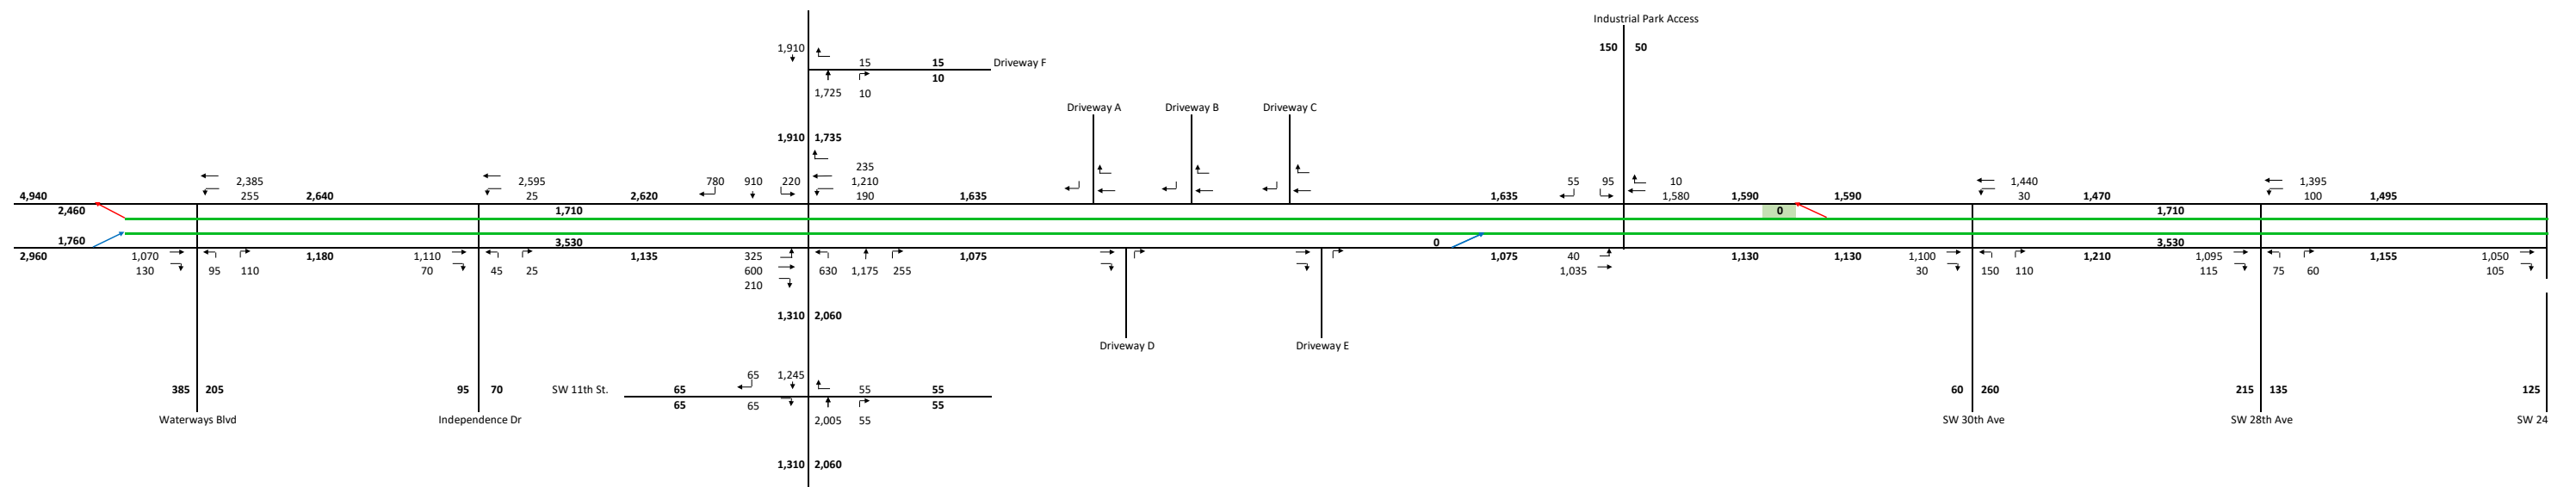 Industrial Park Access
1,910 150 50
15 15 Driveway F
10
1,725 10
Driveway A Driveway B Driveway C
1,910 1,735
235
2,385 2,595 780 910 220 1,210 55 95 10 1,440 1,395
4,940 255 2,640 25 2,620 190 1,635 1,635 1,580 1,590 1,590 30 1,470 100 1,495
2,460 1,710 0 1,710
1,760 3,530 0 3,530
2,960 1,070 1,180 1,110 1,135 325 1,075 1,075 40 1,130 1,130 1,100 1,210 1,095 1,155 1,050
130 95 110 70 45 25 600 630 1,175 255 1,035 30 150 110 115 75 60 105
210
1,310 2,060
Driveway D Driveway E
65 1,245
385 205 95 70 SW 11th St. 65 55 55 60 260 215 135 125
65 65 55
Waterways Blvd Independence Dr 2,005 55 SW 30th Ave SW 28th Ave SW 24
1,310 2,060